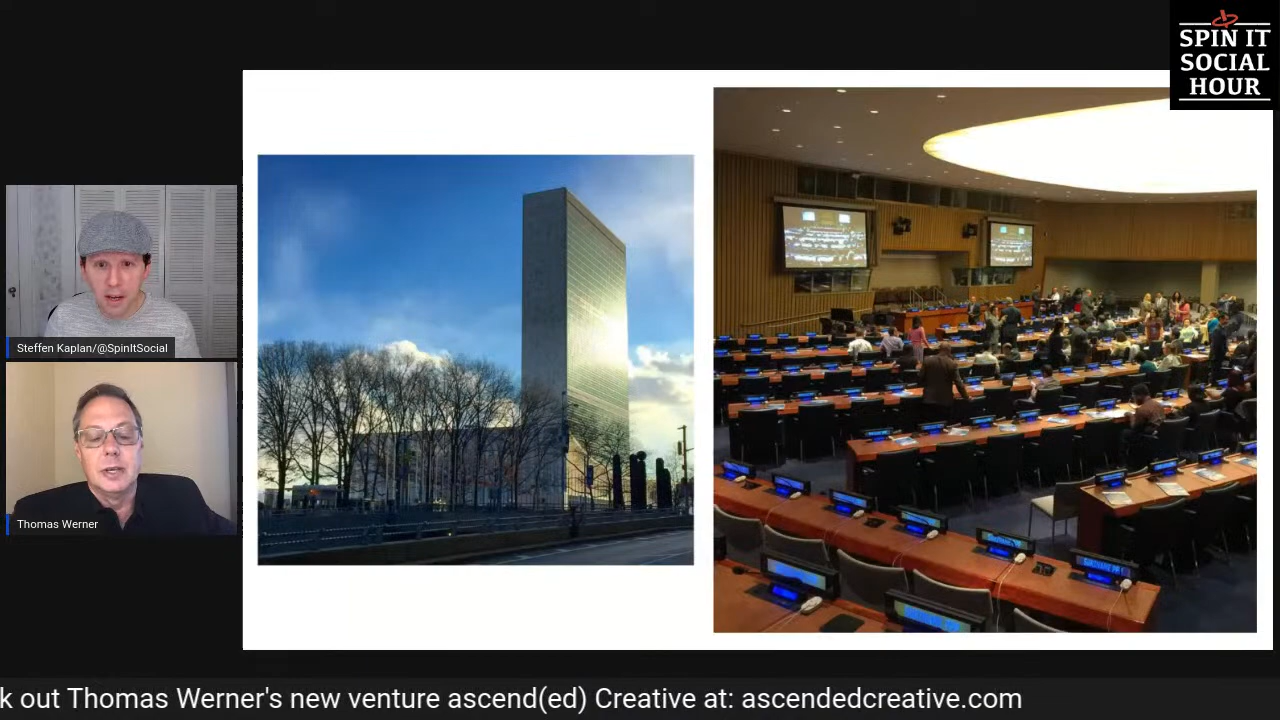 SPIN IT
SOCIAL
HOUR
Steffen Kaplan/@SpinItSocial
Thomas Werner
k out Thomas Werner's new venture ascend(ed) Creative at: ascendedcreative.com